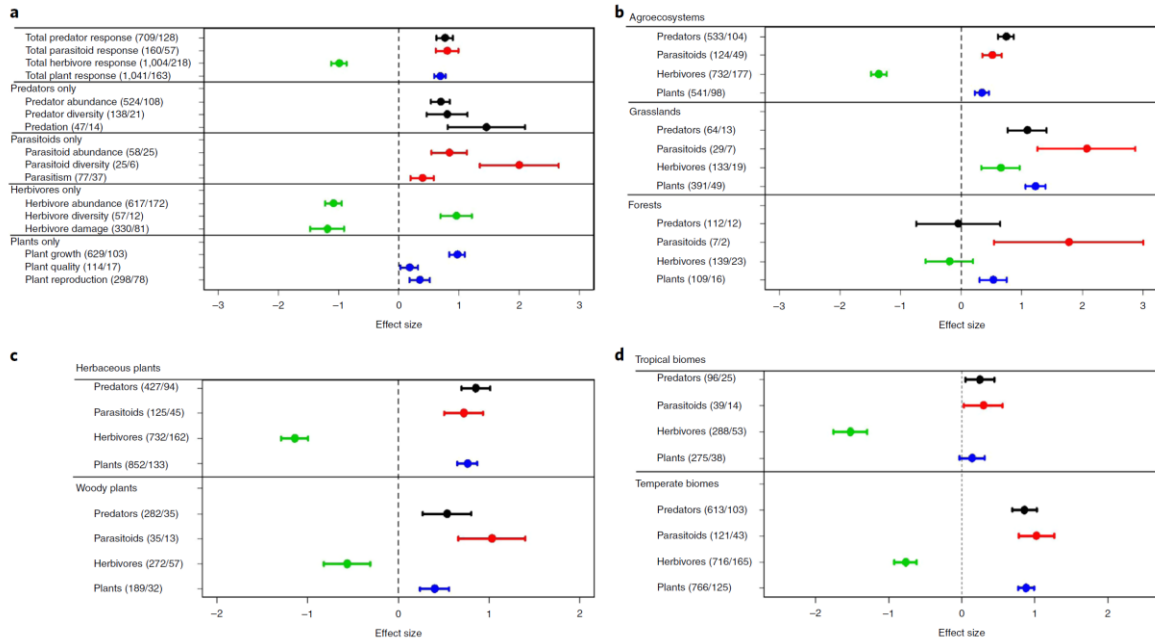 a
Total predator response (709/128)
Total parasitoid response (160/57)
Total herbivore response (1,004/218)
Total plant response (1,041/163)
Predators only
Predator abundance (524/108)
Predator diversity (138/21)
Predation (47/14)
Parasitoids only
Parasitoid abundance (58/25)
Parasitoid diversity (25/6)
Parasitism (77/37)
Herbivores only
Herbivore abundance (617/172)
Herbivore diversity (57/12)
Herbivore damage (330/81)
Plants only
Plant growth (629/103)
Plant quality (114/17)
Plant reproduction (298/78)
−3 −2 −1 0 1 2 3
Effect size
b
Agroecosystems
Predators (533/104)
Parasitoids (124/49)
Herbivores (732/177)
Plants (541/98)
Grasslands
Predators (64/13)
Parasitoids (29/7)
Herbivores (133/19)
Plants (391/49)
Forests
Predators (112/12)
Parasitoids (7/2)
Herbivores (139/23)
Plants (109/16)
−3 −2 −1 0 1 2 3
Effect size
c
Herbaceous plants
Predators (427/94)
Parasitoids (125/45)
Herbivores (732/162)
Plants (852/133)
Woody plants
Predators (282/35)
Parasitoids (35/13)
Herbivores (272/57)
Plants (189/32)
−2 −1 0 1 2
Effect size
d
Tropical biomes
Predators (96/25)
Parasitoids (39/14)
Herbivores (288/53)
Plants (275/38)
Temperate biomes
Predators (613/103)
Parasitoids (121/43)
Herbivores (716/165)
Plants (766/125)
−2 −1 0 1 2
Effect size